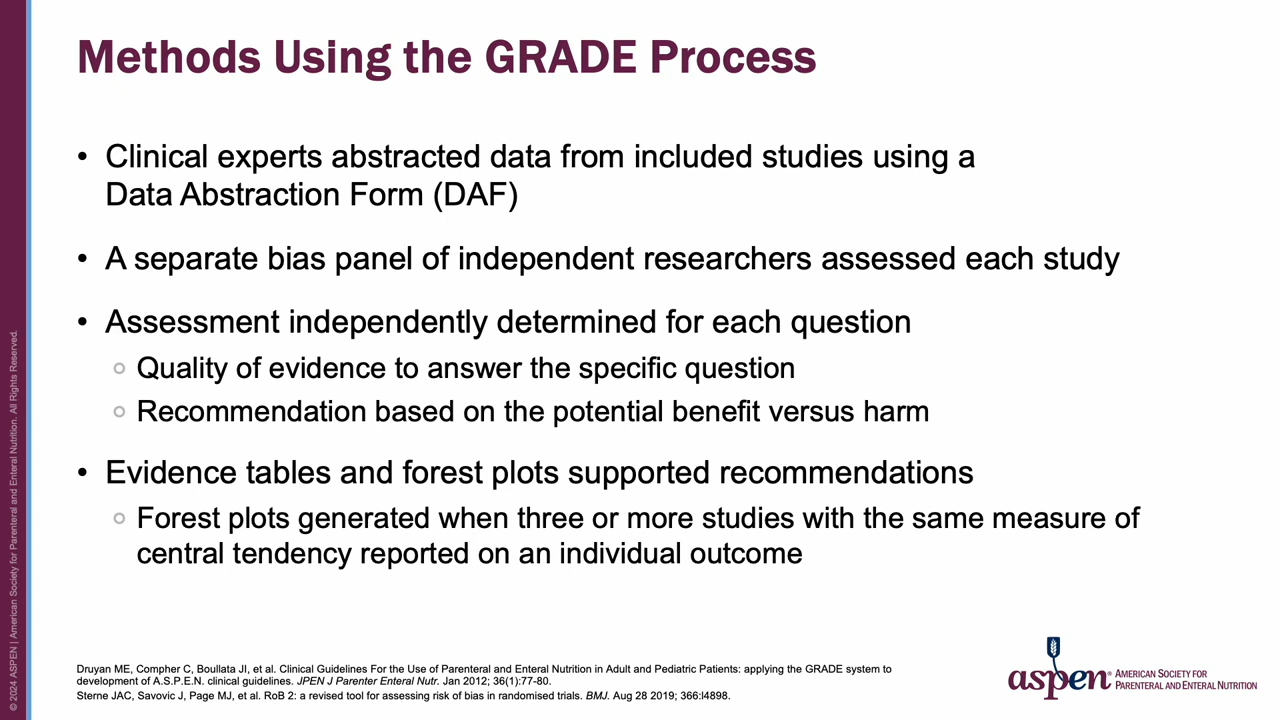 Methods Using the GRADE Process
• Clinical experts abstracted data from included studies using a
Data Abstraction Form (DAF)
• A separate bias panel of independent researchers assessed each study
• Assessment independently determined for each question
○ Quality of evidence to answer the specific question
○ Recommendation based on the potential benefit versus harm
• Evidence tables and forest plots supported recommendations
○ Forest plots generated when three or more studies with the same measure of
central tendency reported on an individual outcome
Druyan ME, Compher C, Boullata JI, et al. Clinical Guidelines For the Use of Parenteral and Enteral Nutrition in Adult and Pediatric Patients: applying the GRADE system to
development of A.S.P.E.N. clinical guidelines. JPEN J Parenter Enteral Nutr. Jan 2012; 36(1):77-80.
Sterne JAC, Savovic J, Page MJ, et al. RoB 2: a revised tool for assessing risk of bias in randomised trials. BMJ. Aug 28 2019; 366:l4898.
aspen®
AMERICAN SOCIETY FOR
PARENTERAL AND ENTERAL NUTRITION
© 2024 ASPEN | American Society for Parenteral and Enteral Nutrition. All Rights Reserved.